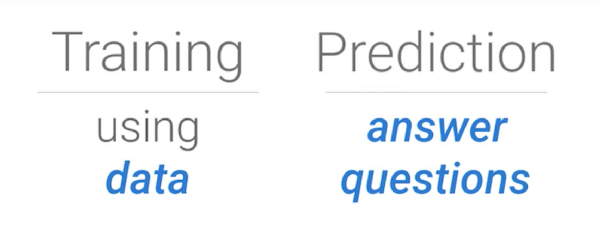 Training
using
data
Prediction
answer
questions